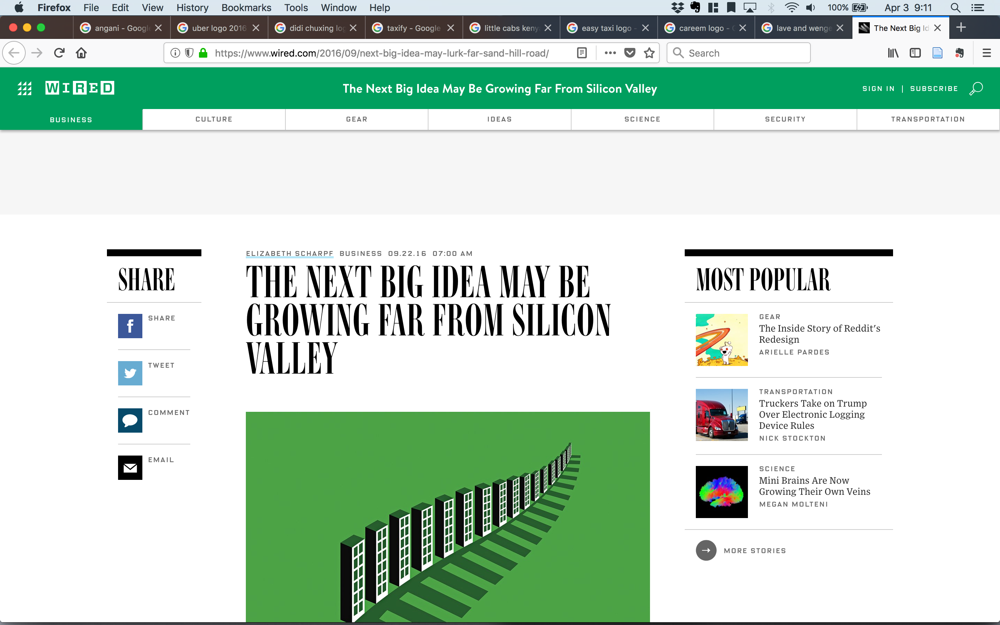 Firefox File Edit View History Bookmarks Tools Window Help 100% Apr 3 9:11
angani - Google uber logo 2016 didi chuxing log taxify - Google little cabs keny easy taxi logo - careem logo - lave and wenge The Next Big Id
https://www.wired.com/2016/09/next-big-idea-may-lurk-far-sand-hill-road/ Search
WIRED The Next Big Idea May Be Growing Far From Silicon Valley SIGN IN | SUBSCRIBE
BUSINESS CULTURE GEAR IDEAS SCIENCE SECURITY TRANSPORTATION
SHARE
SHARE
TWEET
COMMENT
EMAIL
ELIZABETH SCHARPF BUSINESS 09.22.16 07:00 AM
THE NEXT BIG IDEA MAY BE
GROWING FAR FROM SILICON
VALLEY
MOST POPULAR
GEAR
The Inside Story of Reddit's
Redesign
ARIELLE PARDES
TRANSPORTATION
Truckers Take on Trump
Over Electronic Logging
Device Rules
NICK STOCKTON
SCIENCE
Mini Brains Are Now
Growing Their Own Veins
MEGAN MOLTENI
MORE STORIES